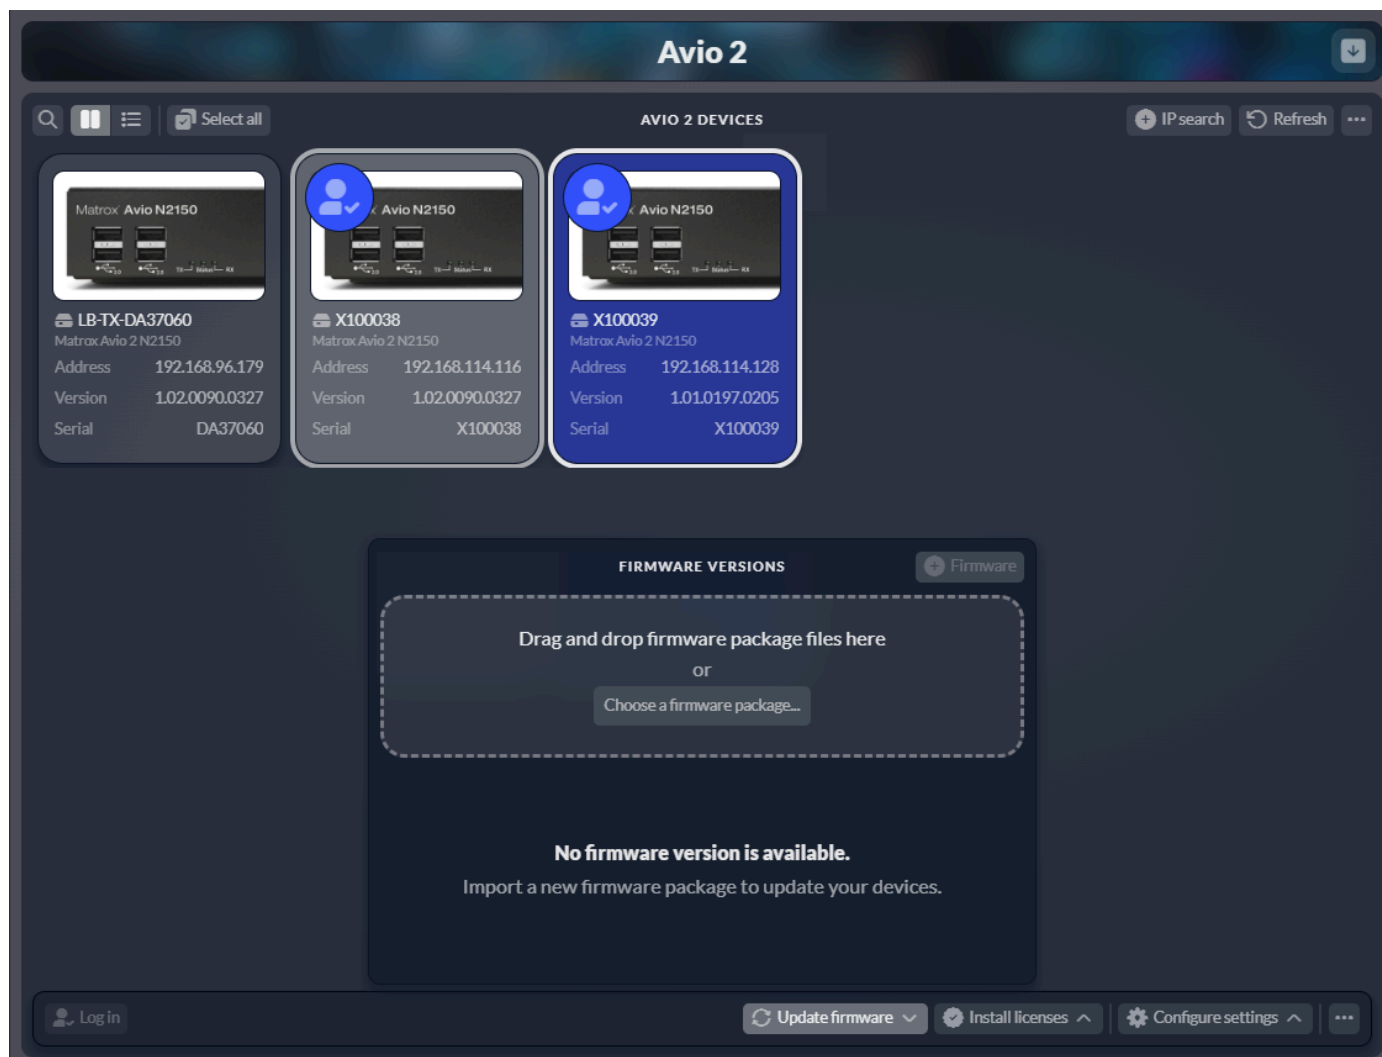 Avio 2
Select all
AVIO 2 DEVICES
IP search
Refresh
Matrox Avio N2150
LB-TX-DA37060
Matrox Avio 2 N2150
Address 192.168.96.179
Version 1.02.0090.0327
Serial DA37060
Avio N2150
X100038
Matrox Avio 2 N2150
Address 192.168.114.116
Version 1.02.0090.0327
Serial X100038
Avio N2150
X100039
Matrox Avio 2 N2150
Address 192.168.114.128
Version 1.01.0197.0205
Serial X100039
FIRMWARE VERSIONS
Firmware
Drag and drop firmware package files here
or
Choose a firmware package...
No firmware version is available.
Import a new firmware package to update your devices.
Log in
Update firmware
Install licenses
Configure settings